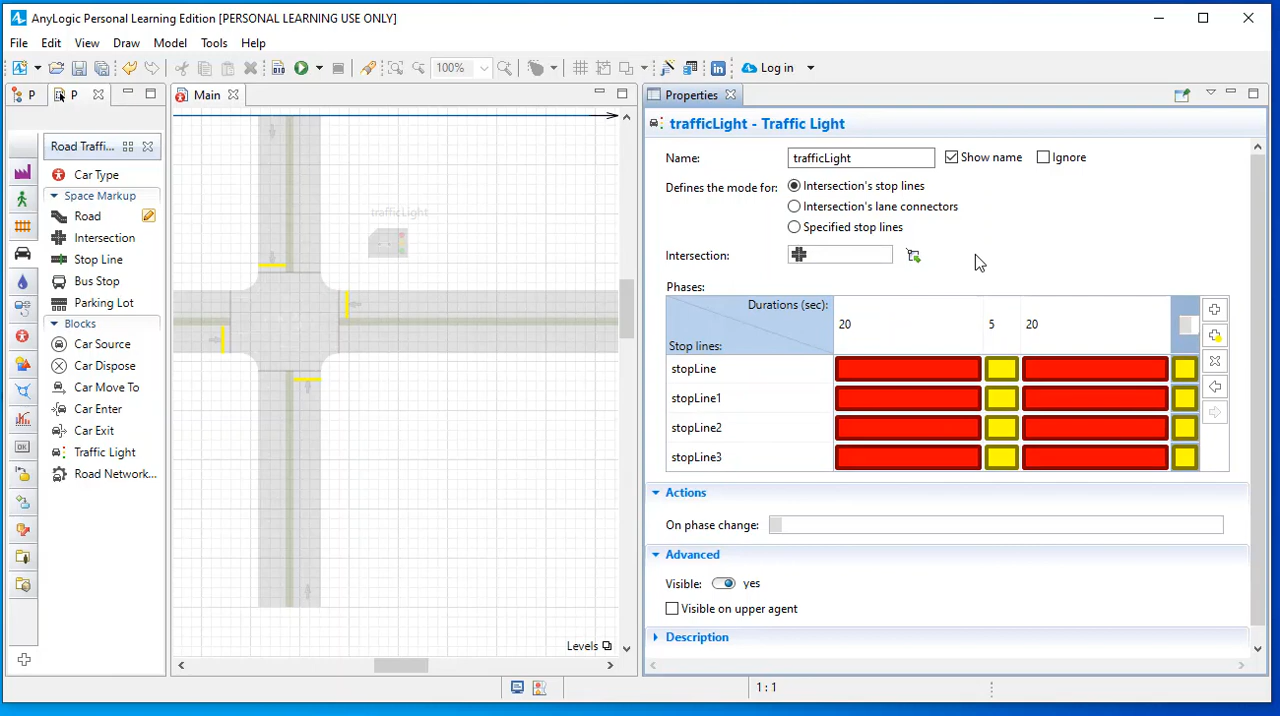 AnyLogic Personal Learning Edition [PERSONAL LEARNING USE ONLY]
File Edit View Draw Model Tools Help
100% Log in
P P Main Properties
Road Traffi...
Car Type
Space Markup
Road
Intersection
Stop Line
Bus Stop
Parking Lot
Blocks
Car Source
Car Dispose
Car Move To
Car Enter
Car Exit
Traffic Light
Road Network...
trafficLight
Levels
trafficLight - Traffic Light
Name: trafficLight Show name Ignore
Defines the mode for: Intersection's stop lines
Intersection's lane connectors
Specified stop lines
Intersection:
Phases:
Durations (sec):
20 5 20
Stop lines:
stopLine
stopLine1
stopLine2
stopLine3
Actions
On phase change:
Advanced
Visible: yes
Visible on upper agent
Description
1 : 1